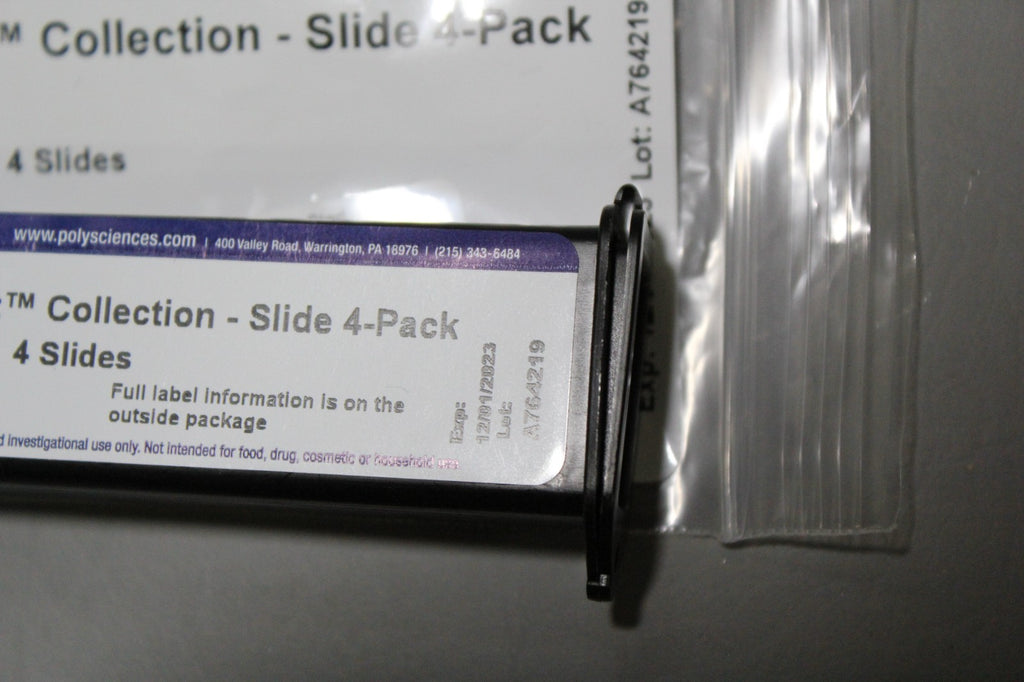 ™ Collection - Slide 4-Pack
4 Slides
Lot: A764219
Exp:
www.polysciences.com | 400 Valley Road, Warrington, PA 18976 | (215) 343-6484
™ Collection - Slide 4-Pack
4 Slides
Full label information is on the
outside package
Exp:
12/01/2023
Lot:
A764219
investigational use only. Not intended for food, drug, cosmetic or household use